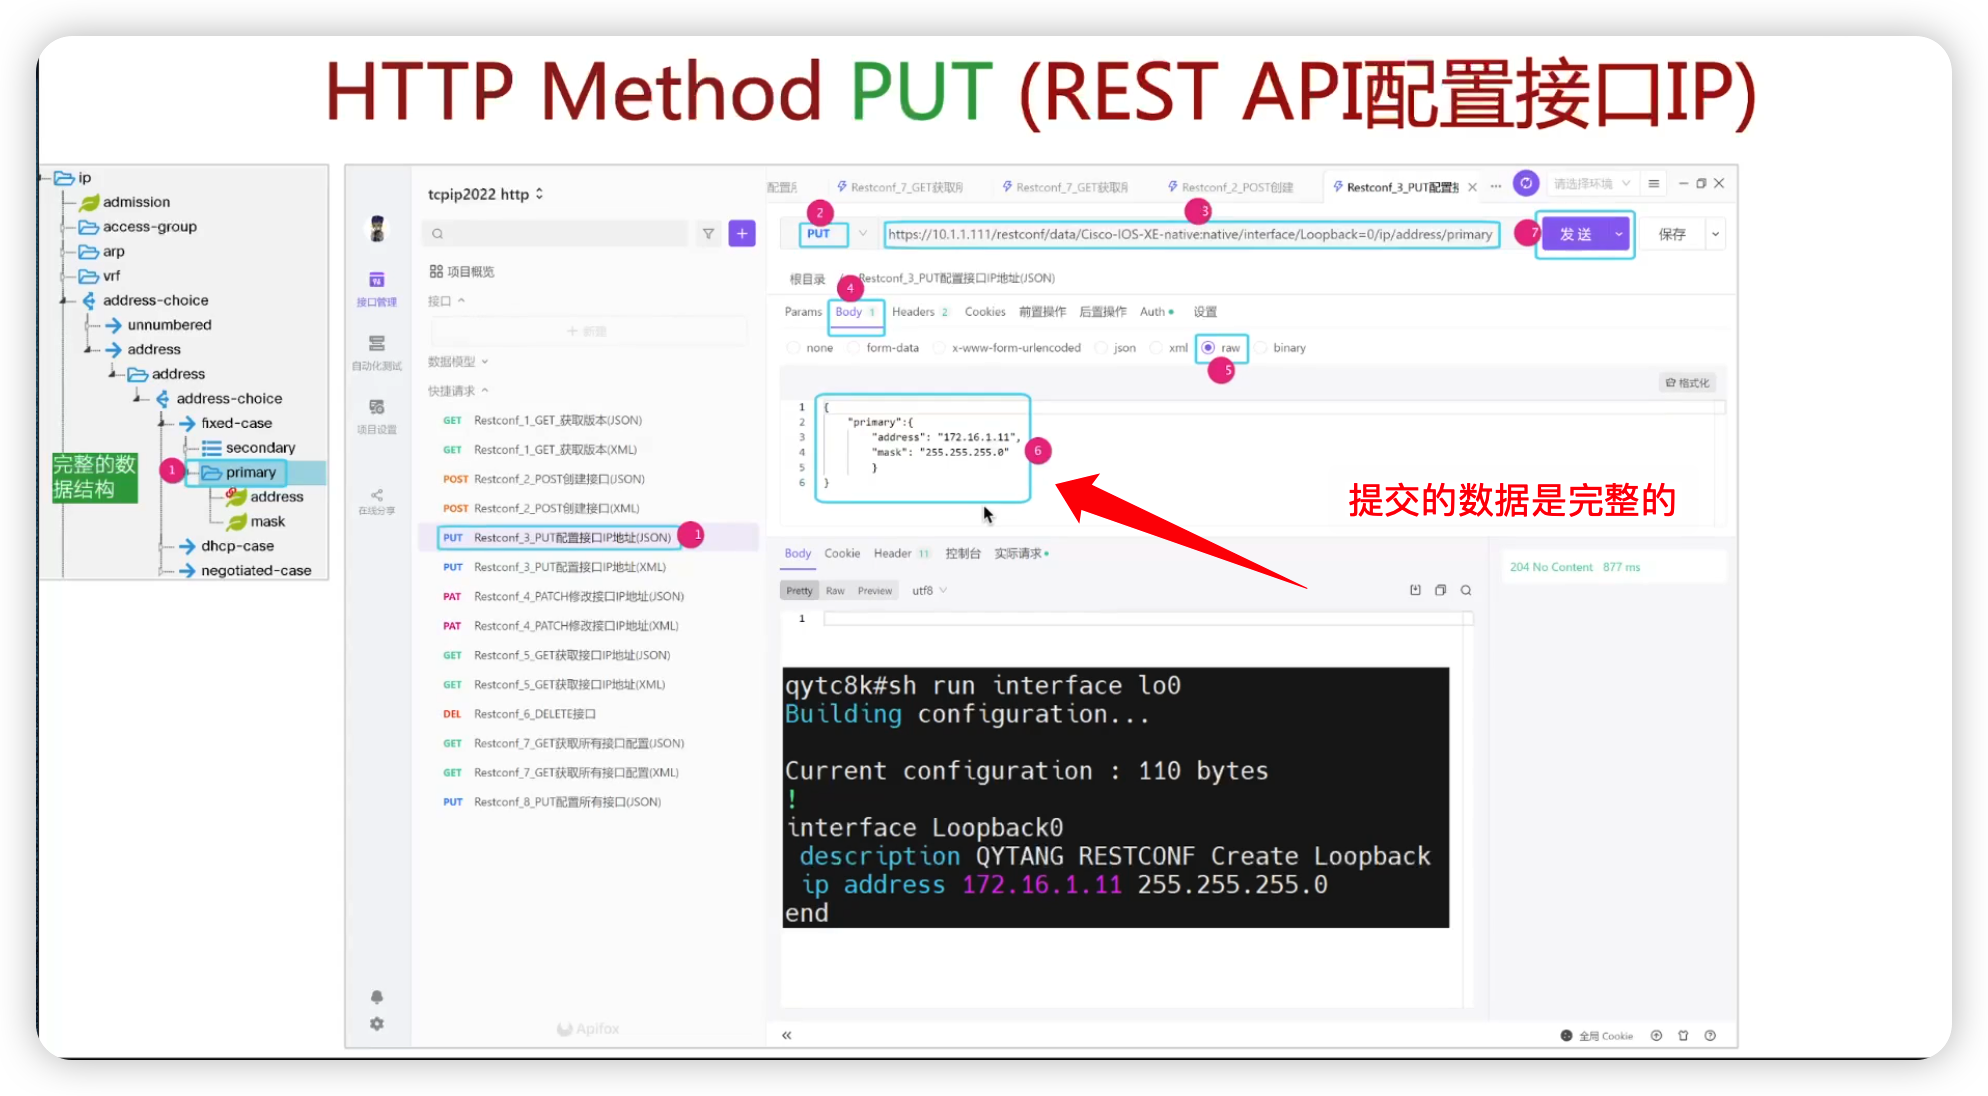 HTTP Method PUT (REST API配置接口IP)
ip
admission
access-group
arp
vrf
address-choice
unnumbered
address
address
address-choice
fixed-case
secondary
完整的数
据结构
1
primary
address
mask
dhcp-case
negotiated-case
tcpip2022 http
项目概览
接口
+ 新建
数据模型
快捷请求
GET Restconf_1_GET_获取版本(JSON)
GET Restconf_1_GET_获取版本(XML)
POST Restconf_2_POST创建接口(JSON)
POST Restconf_2_POST创建接口(XML)
PUT Restconf_3_PUT配置接口IP地址(JSON) 1
PUT Restconf_3_PUT配置接口IP地址(XML)
PAT Restconf_4_PATCH修改接口IP地址(JSON)
PAT Restconf_4_PATCH修改接口IP地址(XML)
GET Restconf_5_GET获取接口IP地址(JSON)
GET Restconf_5_GET获取接口IP地址(XML)
DEL Restconf_6_DELETE接口
GET Restconf_7_GET获取所有接口配置(JSON)
GET Restconf_7_GET获取所有接口配置(XML)
PUT Restconf_8_PUT配置所有接口(JSON)
接口管理
自动化测试
项目设置
在线分享
Apifox
Restconf_7_GET获取所 Restconf_7_GET获取所 Restconf_2_POST创建 Restconf_3_PUT配置接 请选择环境
2 3
PUT https://10.1.1.111/restconf/data/Cisco-IOS-XE-native:native/interface/Loopback=0/ip/address/primary 7 发送 保存
根目录 / Restconf_3_PUT配置接口IP地址(JSON)
4
Params Body 1 Headers 2 Cookies 前置操作 后置操作 Auth 设置
none form-data x-www-form-urlencoded json xml raw binary
5
格式化
1 {
2 "primary":{
3 "address": "172.16.1.11",
4 "mask": "255.255.255.0"
5 }
6 }
6
提交的数据是完整的
Body Cookie Header 11 控制台 实际请求
204 No Content 877 ms
Pretty Raw Preview utf8
1
qytc8k#sh run interface lo0
Building configuration...
Current configuration : 110 bytes
!
interface Loopback0
description QYTANG RESTCONF Create Loopback
ip address 172.16.1.11 255.255.255.0
end
全局 Cookie